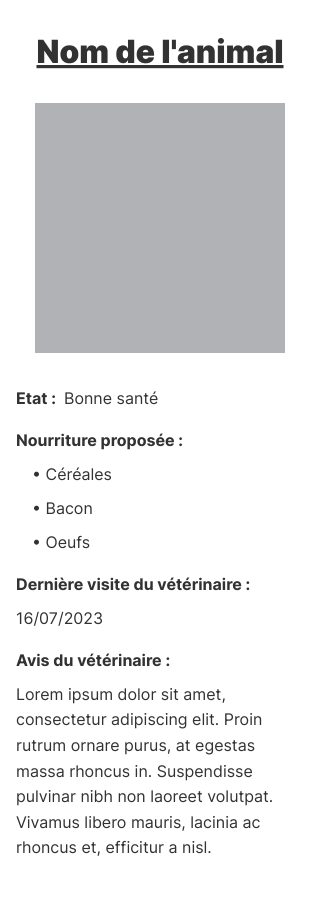 Nom de l'animal
Etat : Bonne santé
Nourriture proposée :
• Céréales
• Bacon
• Oeufs
Dernière visite du vétérinaire :
16/07/2023
Avis du vétérinaire :
Lorem ipsum dolor sit amet,
consectetur adipiscing elit. Proin
rutrum ornare purus, at egestas
massa rhoncus in. Suspendisse
pulvinar nibh non laoreet volutpat.
Vivamus libero mauris, lacinia ac
rhoncus et, efficitur a nisl.